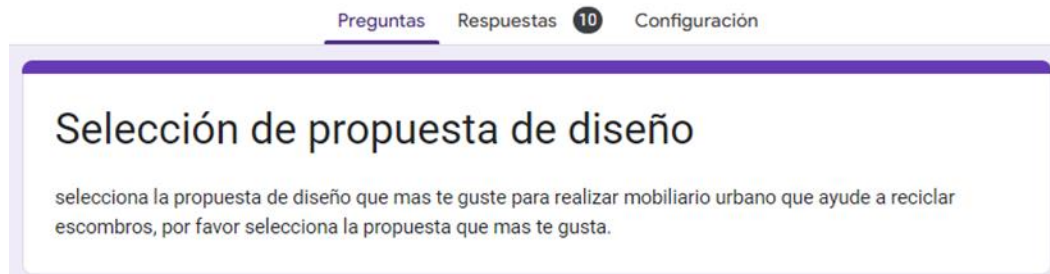 Preguntas Respuestas 10 Configuración
Selección de propuesta de diseño
selecciona la propuesta de diseño que mas te guste para realizar mobiliario urbano que ayude a reciclar
escombros, por favor selecciona la propuesta que mas te gusta.